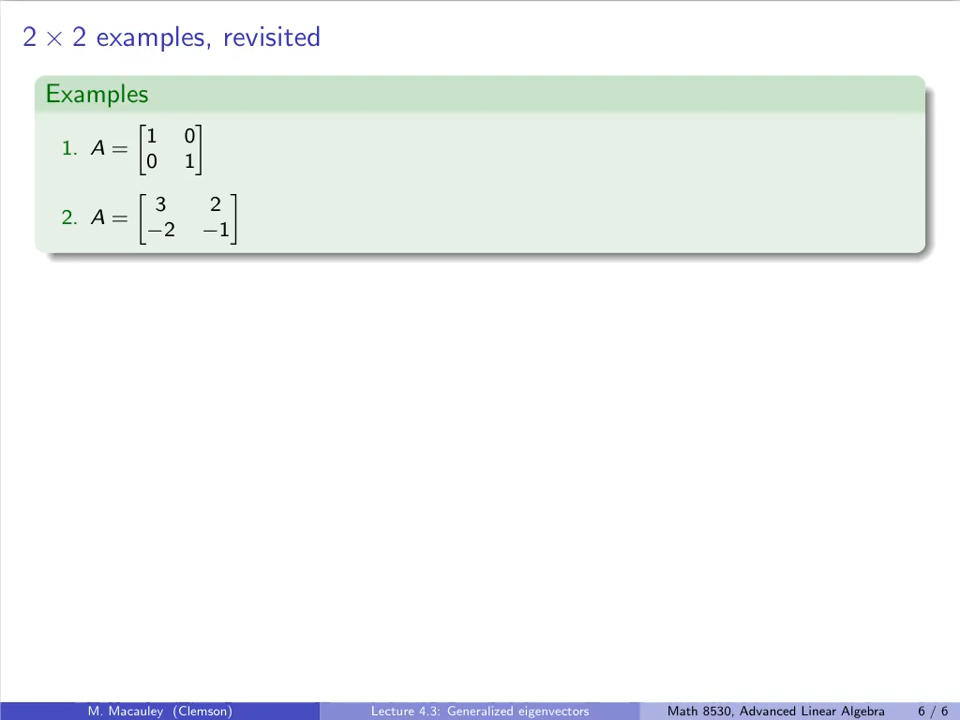 2 × 2 examples, revisited
Examples
1. A = [1 0
0 1]
2. A = [3 2
−2 −1]
M. Macauley (Clemson) Lecture 4.3: Generalized eigenvectors Math 8530, Advanced Linear Algebra 6 / 6